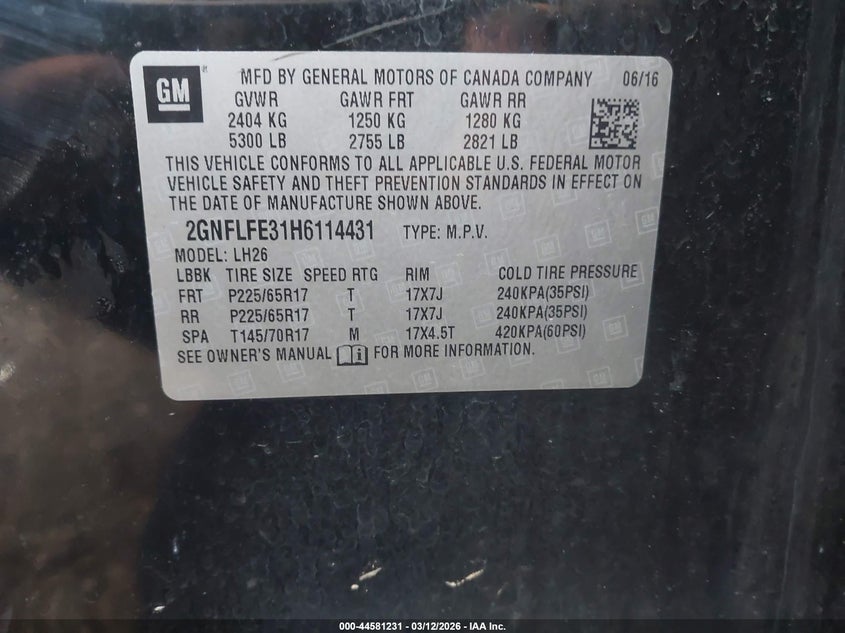 GM MFD BY GENERAL MOTORS OF CANADA COMPANY 06/16
GVWR GAWR FRT GAWR RR
2404 KG 1250 KG 1280 KG
5300 LB 2755 LB 2821 LB
THIS VEHICLE CONFORMS TO ALL APPLICABLE U.S. FEDERAL MOTOR
VEHICLE SAFETY AND THEFT PREVENTION STANDARDS IN EFFECT ON
THE DATE OF MANUFACTURE SHOWN ABOVE.
2GNFLFE31H6114431 TYPE: M.P.V.
MODEL: LH26
LBBK TIRE SIZE SPEED RTG RIM COLD TIRE PRESSURE
FRT P225/65R17 T 17X7J 240KPA(35PSI)
RR P225/65R17 T 17X7J 240KPA(35PSI)
SPA T145/70R17 M 17X4.5T 420KPA(60PSI)
SEE OWNER'S MANUAL FOR MORE INFORMATION.
000-44581231 - 03/12/2026 - IAA Inc.